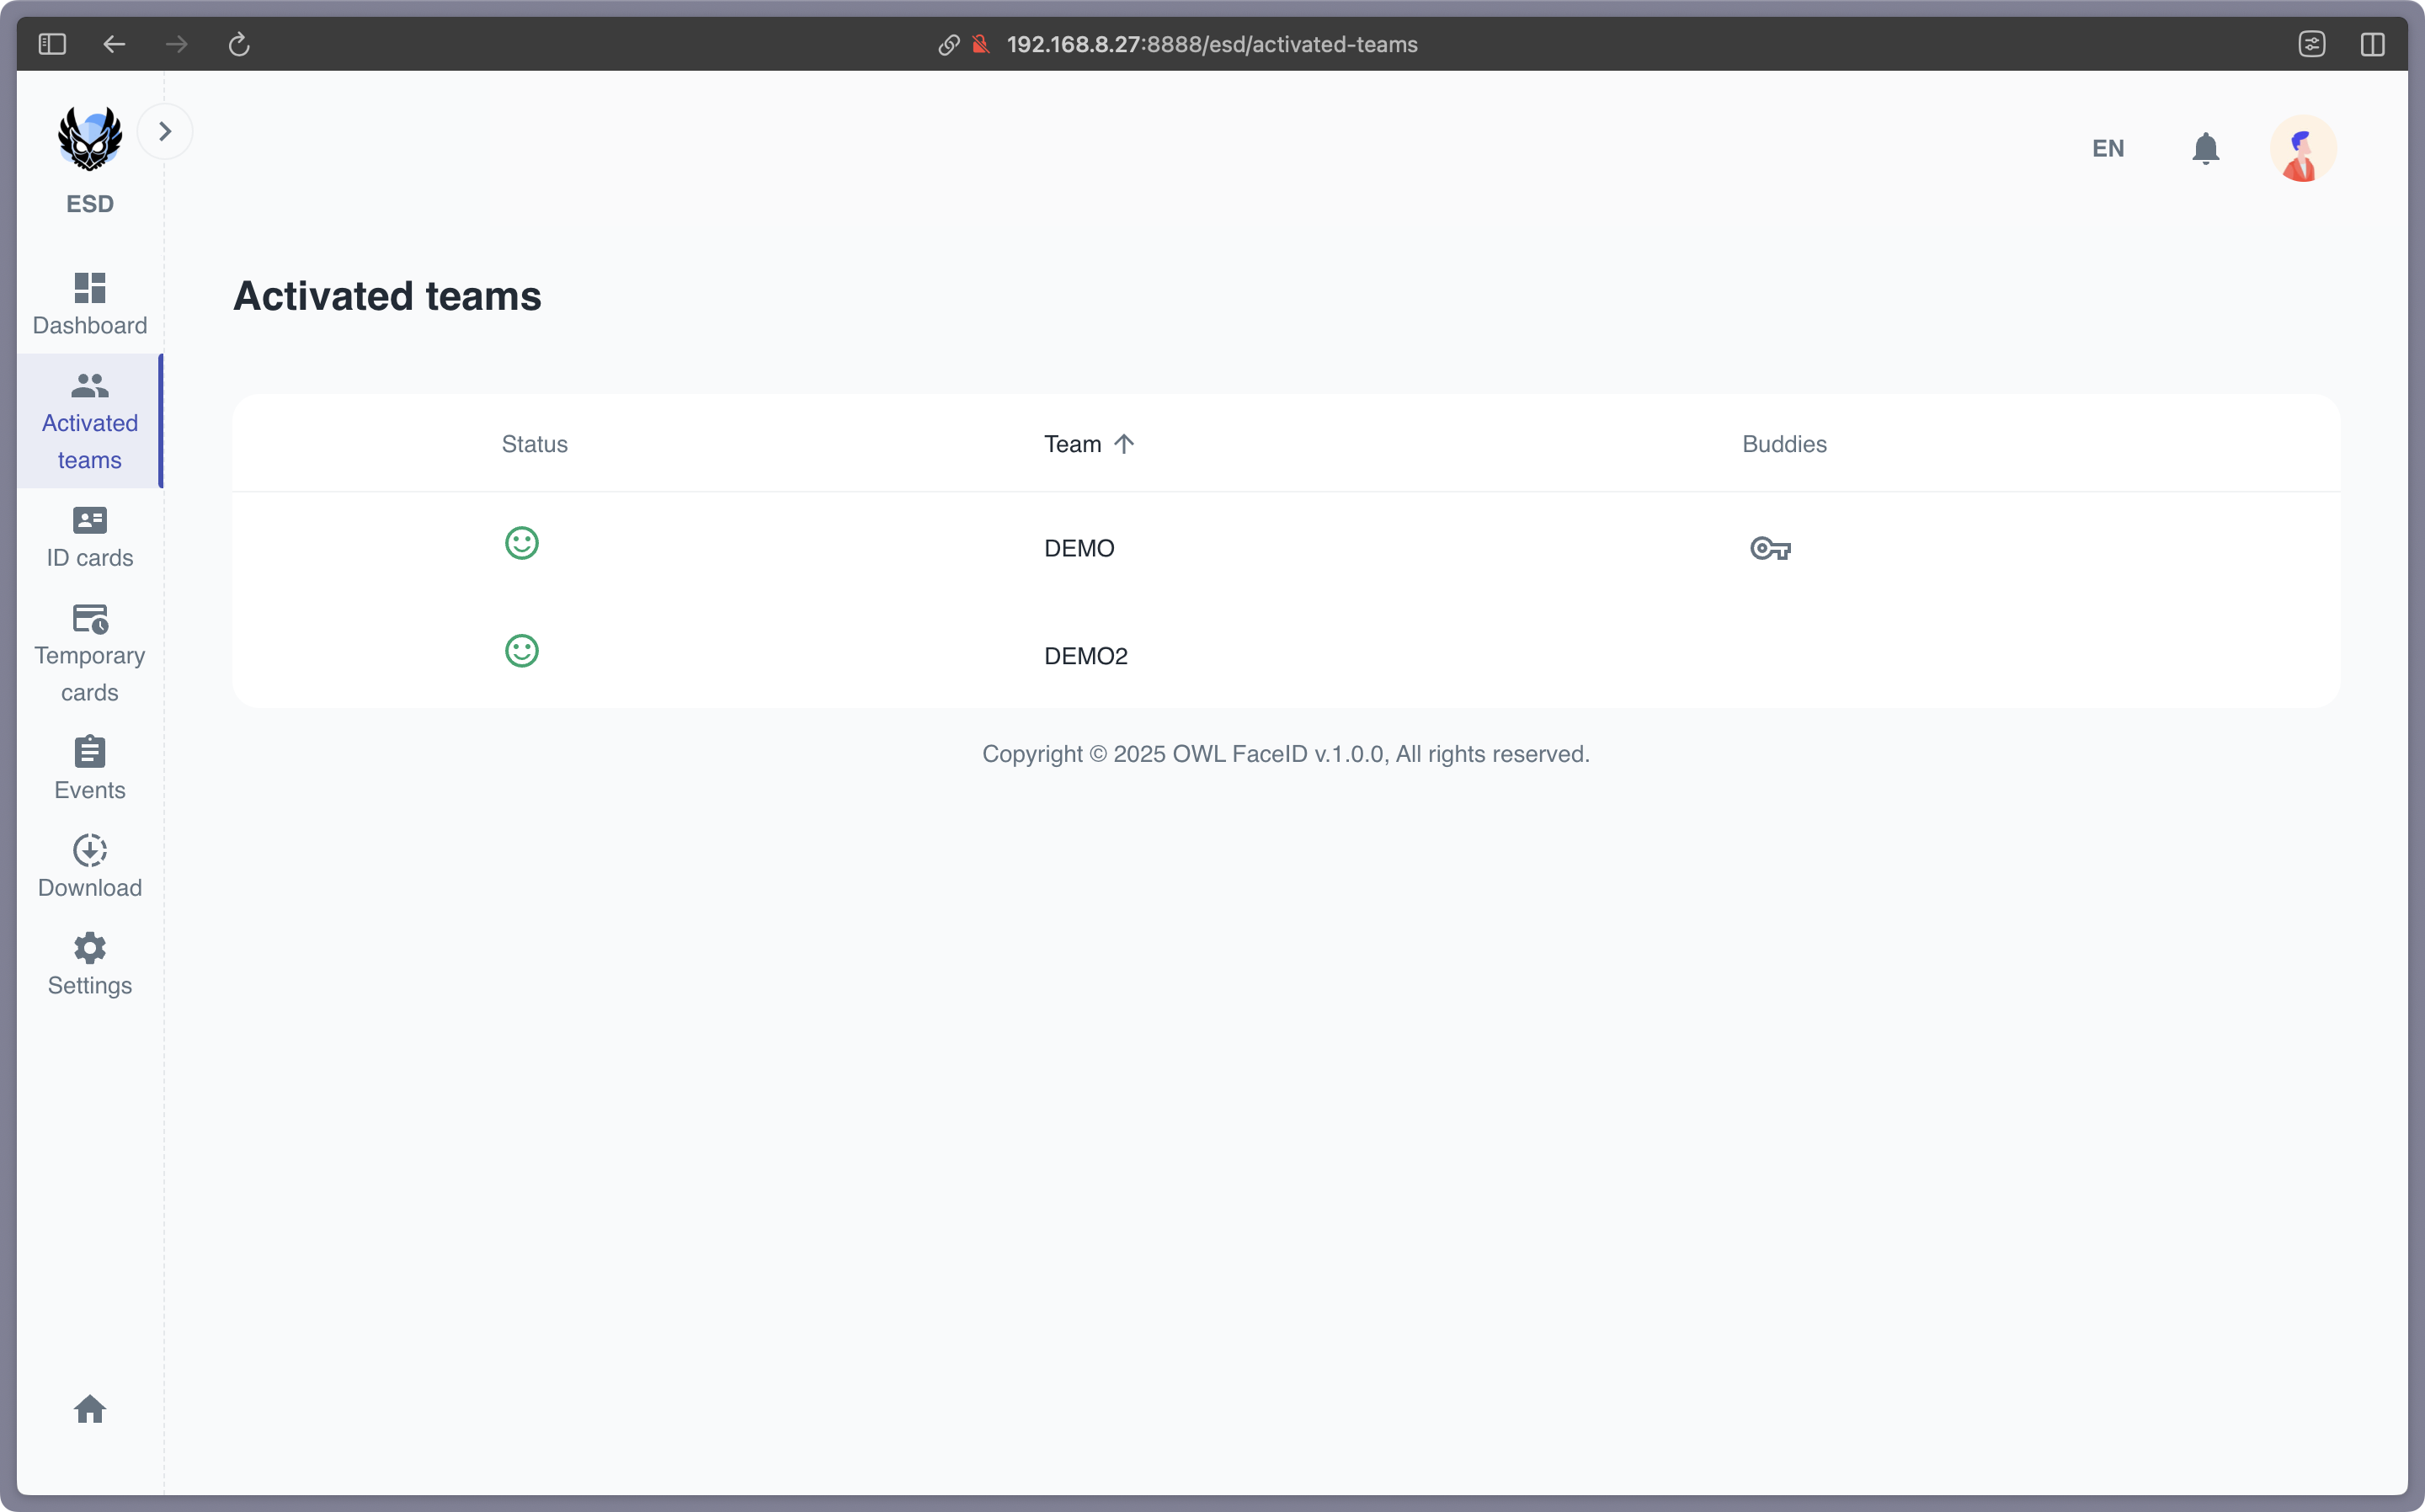 192.168.8.27:8888/esd/activated-teams
ESD
EN
Dashboard
Activated
teams
ID cards
Temporary
cards
Events
Download
Settings
Activated teams
Status Team Buddies
DEMO
DEMO2
Copyright © 2025 OWL FaceID v.1.0.0, All rights reserved.